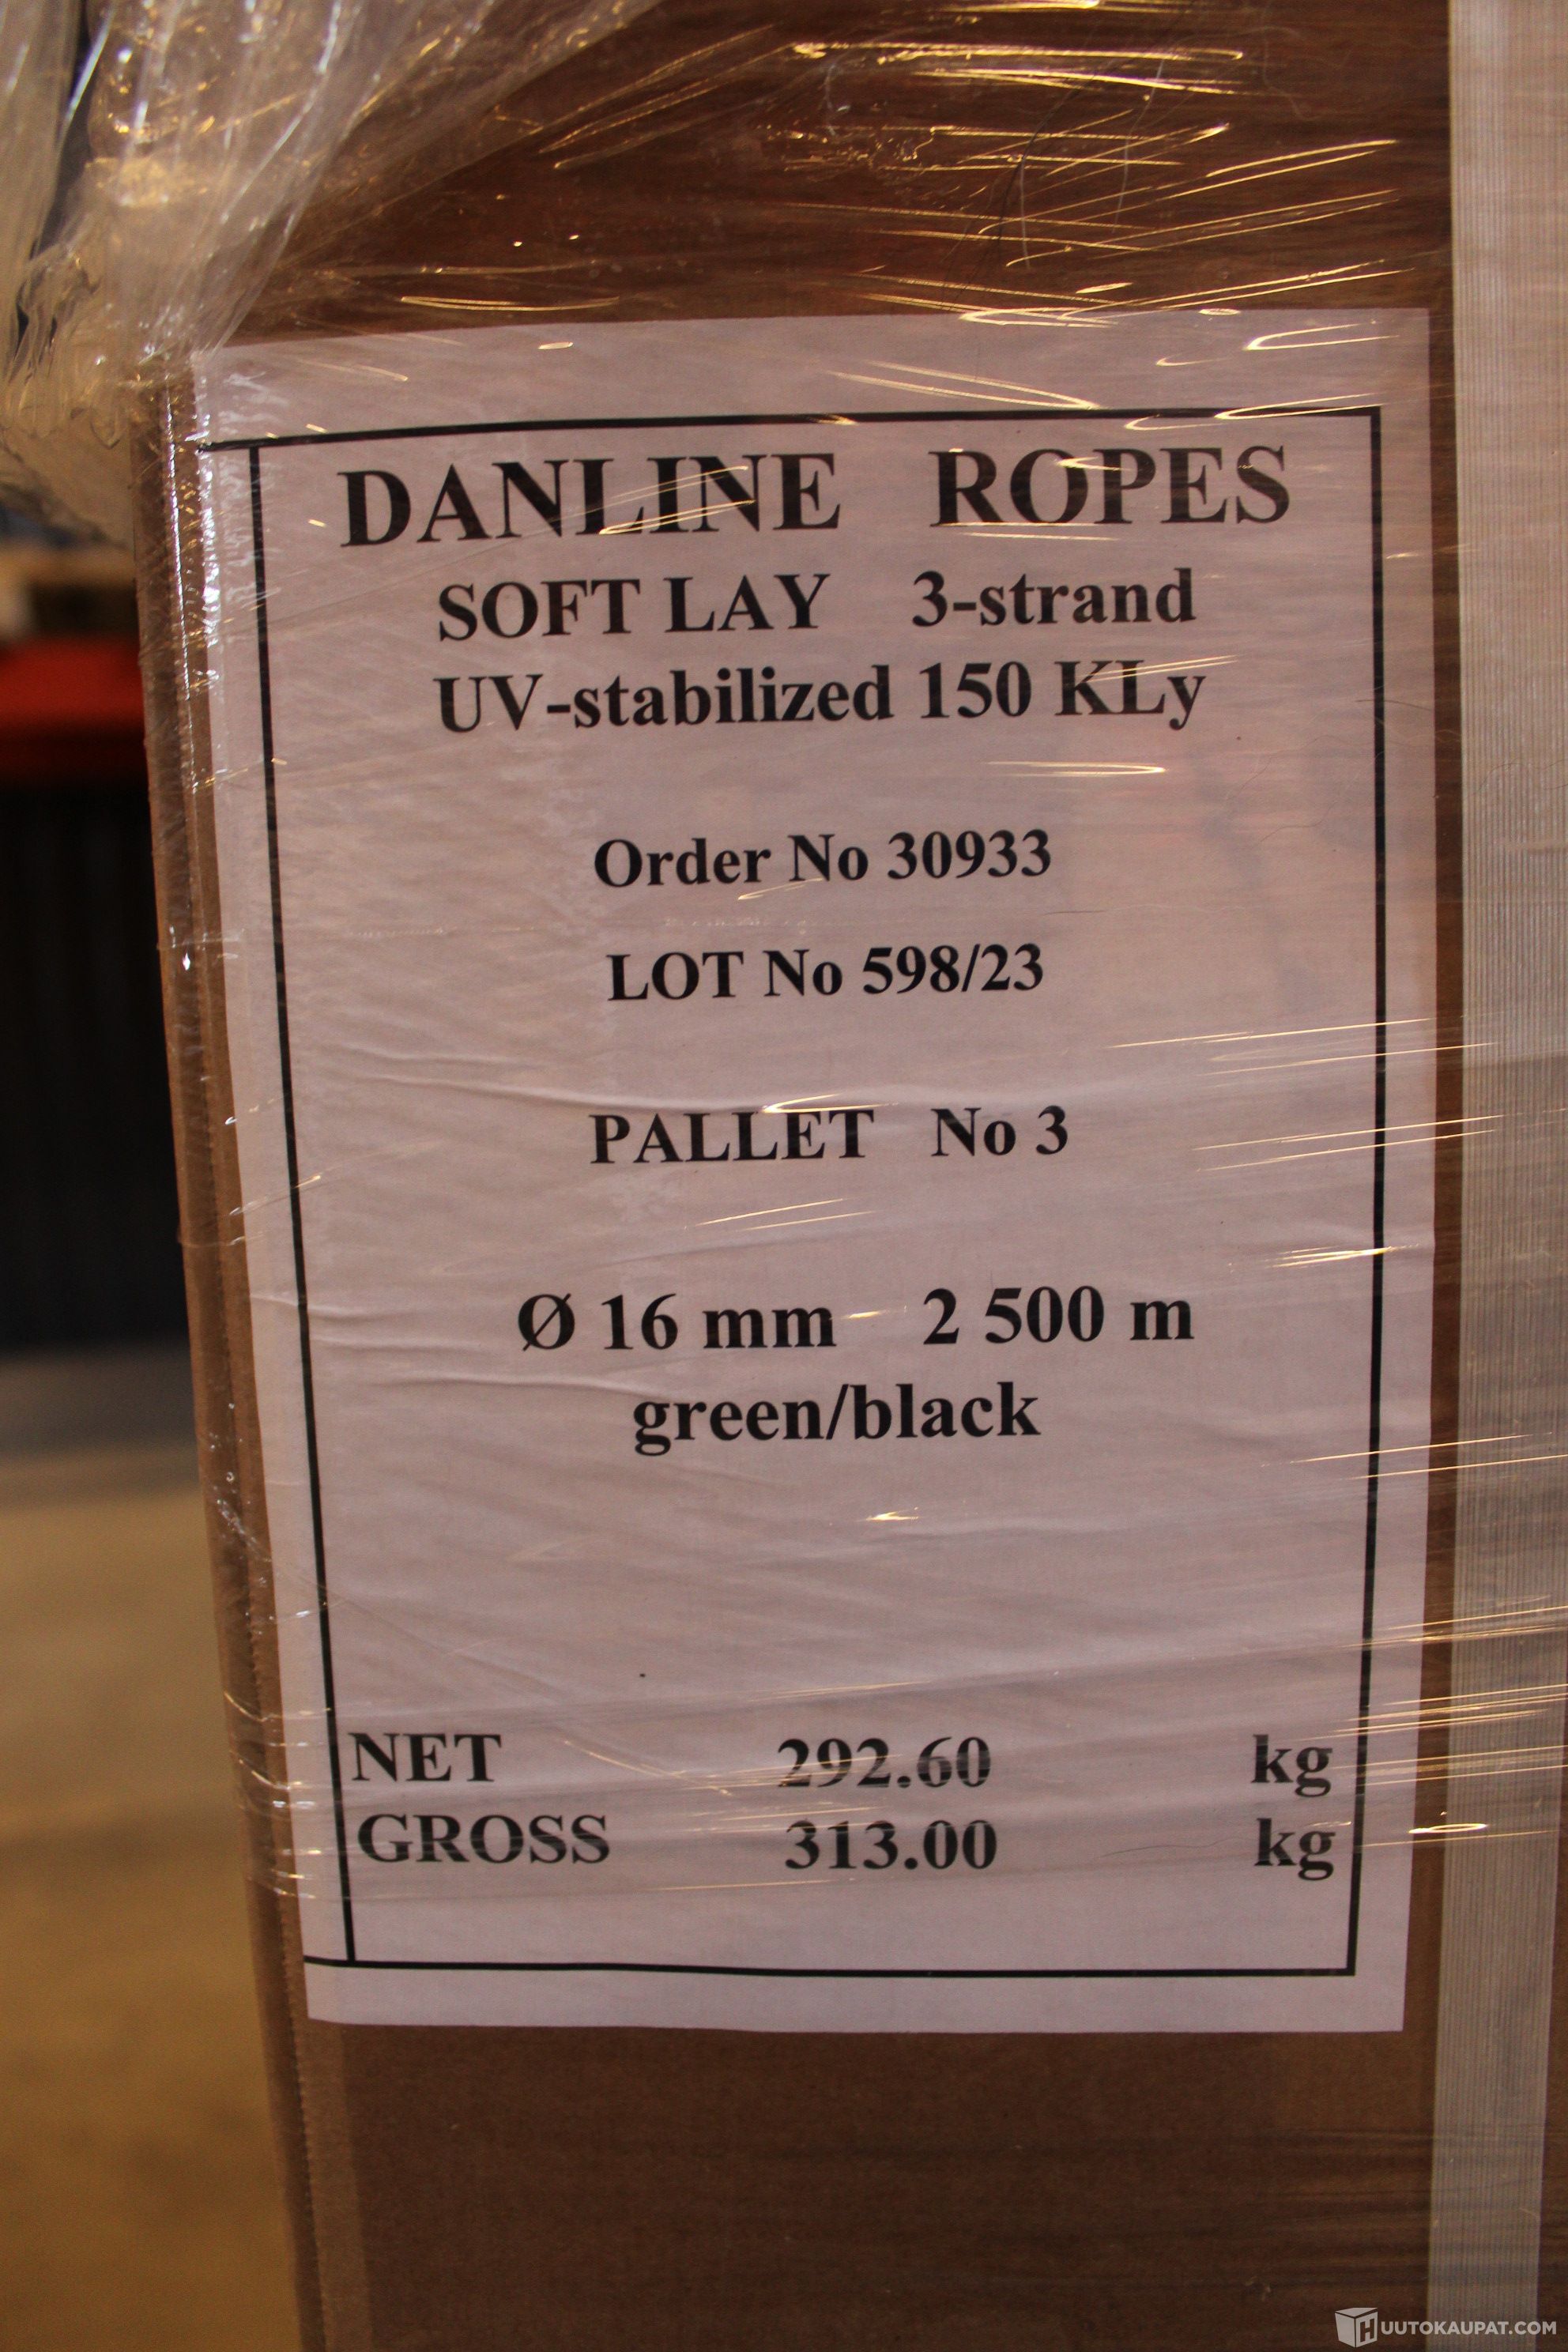 DANLINE ROPES
SOFT LAY 3-strand
UV-stabilized 150 KLy
Order No 30933
LOT No 598/23
PALLET No 3
Ø 16 mm 2 500 m
green/black
NET 292.60 kg
GROSS 313.00 kg
HUUTOKAUPAT.COM